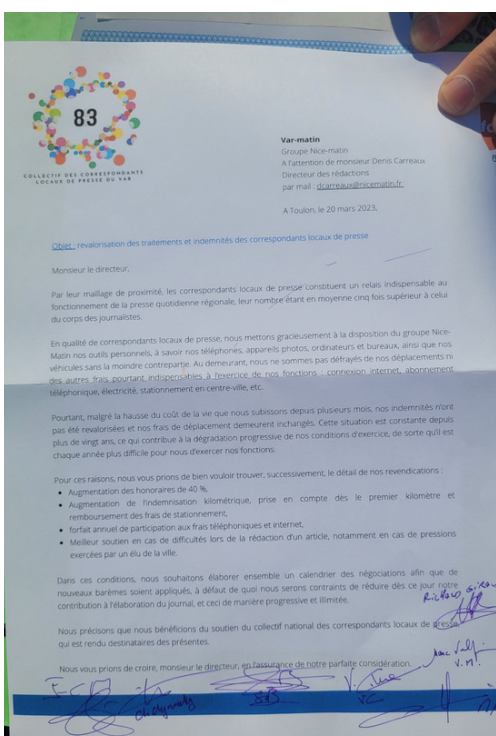 83
COLLECTIF DES CORRESPONDANTS
LOCAUX DE PRESSE DU VAR
Var-matin
Groupe Nice-matin
A l'attention de monsieur Denis Carreaux
Directeur des rédactions
par mail : dcarreaux@nicematin.fr
A Toulon, le 20 mars 2023,
Objet : revalorisation des traitements et indemnités des correspondants locaux de presse
Monsieur le directeur,
Par leur maillage de proximité, les correspondants locaux de presse constituent un relais indispensable au
fonctionnement de la presse quotidienne régionale, leur nombre étant en moyenne cinq fois supérieur à celui
du corps des journalistes.
En qualité de correspondants locaux de presse, nous mettons gracieusement à la disposition du groupe Nice-
Matin nos outils personnels, à savoir nos téléphones, appareils photos, ordinateurs et bureaux, ainsi que nos
véhicules sans la moindre contrepartie. Au demeurant, nous ne sommes pas défrayés de nos déplacements ni
des autres frais pourtant indispensables à l'exercice de nos fonctions : connexion internet, abonnement
téléphonique, électricité, stationnement en centre-ville, etc.
Pourtant, malgré la hausse du coût de la vie que nous subissons depuis plusieurs mois, nos indemnités n'ont
pas été revalorisées et nos frais de déplacement demeurent inchangés. Cette situation est constante depuis
plus de vingt ans, ce qui contribue à la dégradation progressive de nos conditions d'exercice, de sorte qu'il est
chaque année plus difficile pour nous d'exercer nos fonctions.
Pour ces raisons, nous vous prions de bien vouloir trouver, successivement, le détail de nos revendications :
• Augmentation des honoraires de 40 %,
• Augmentation de l'indemnisation kilométrique, prise en compte dès le premier kilomètre et
remboursement des frais de stationnement,
• forfait annuel de participation aux frais téléphoniques et internet,
• Meilleur soutien en cas de difficultés lors de la rédaction d'un article, notamment en cas de pressions
exercées par un élu de la ville.
Dans ces conditions, nous souhaitons élaborer ensemble un calendrier des négociations afin que de
nouveaux barèmes soient appliqués, à défaut de quoi nous serons contraints de réduire dès ce jour notre
contribution à l'élaboration du journal, et ceci de manière progressive et illimitée.
Nous précisons que nous bénéficions du soutien du collectif national des correspondants locaux de presse,
qui est rendu destinataires des présentes.
Nous vous prions de croire, monsieur le directeur, en l'assurance de notre parfaite considération.
V.M.